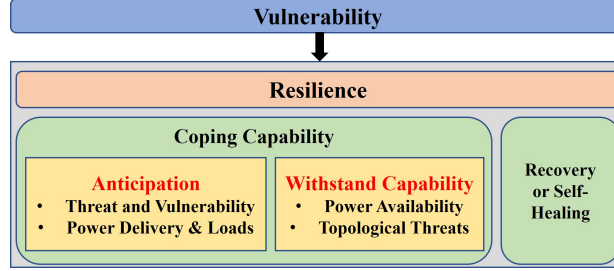 Vulnerability
Resilience
Coping Capability
Anticipation
• Threat and Vulnerability
• Power Delivery & Loads
Withstand Capability
• Power Availability
• Topological Threats
Recovery
or Self-
Healing